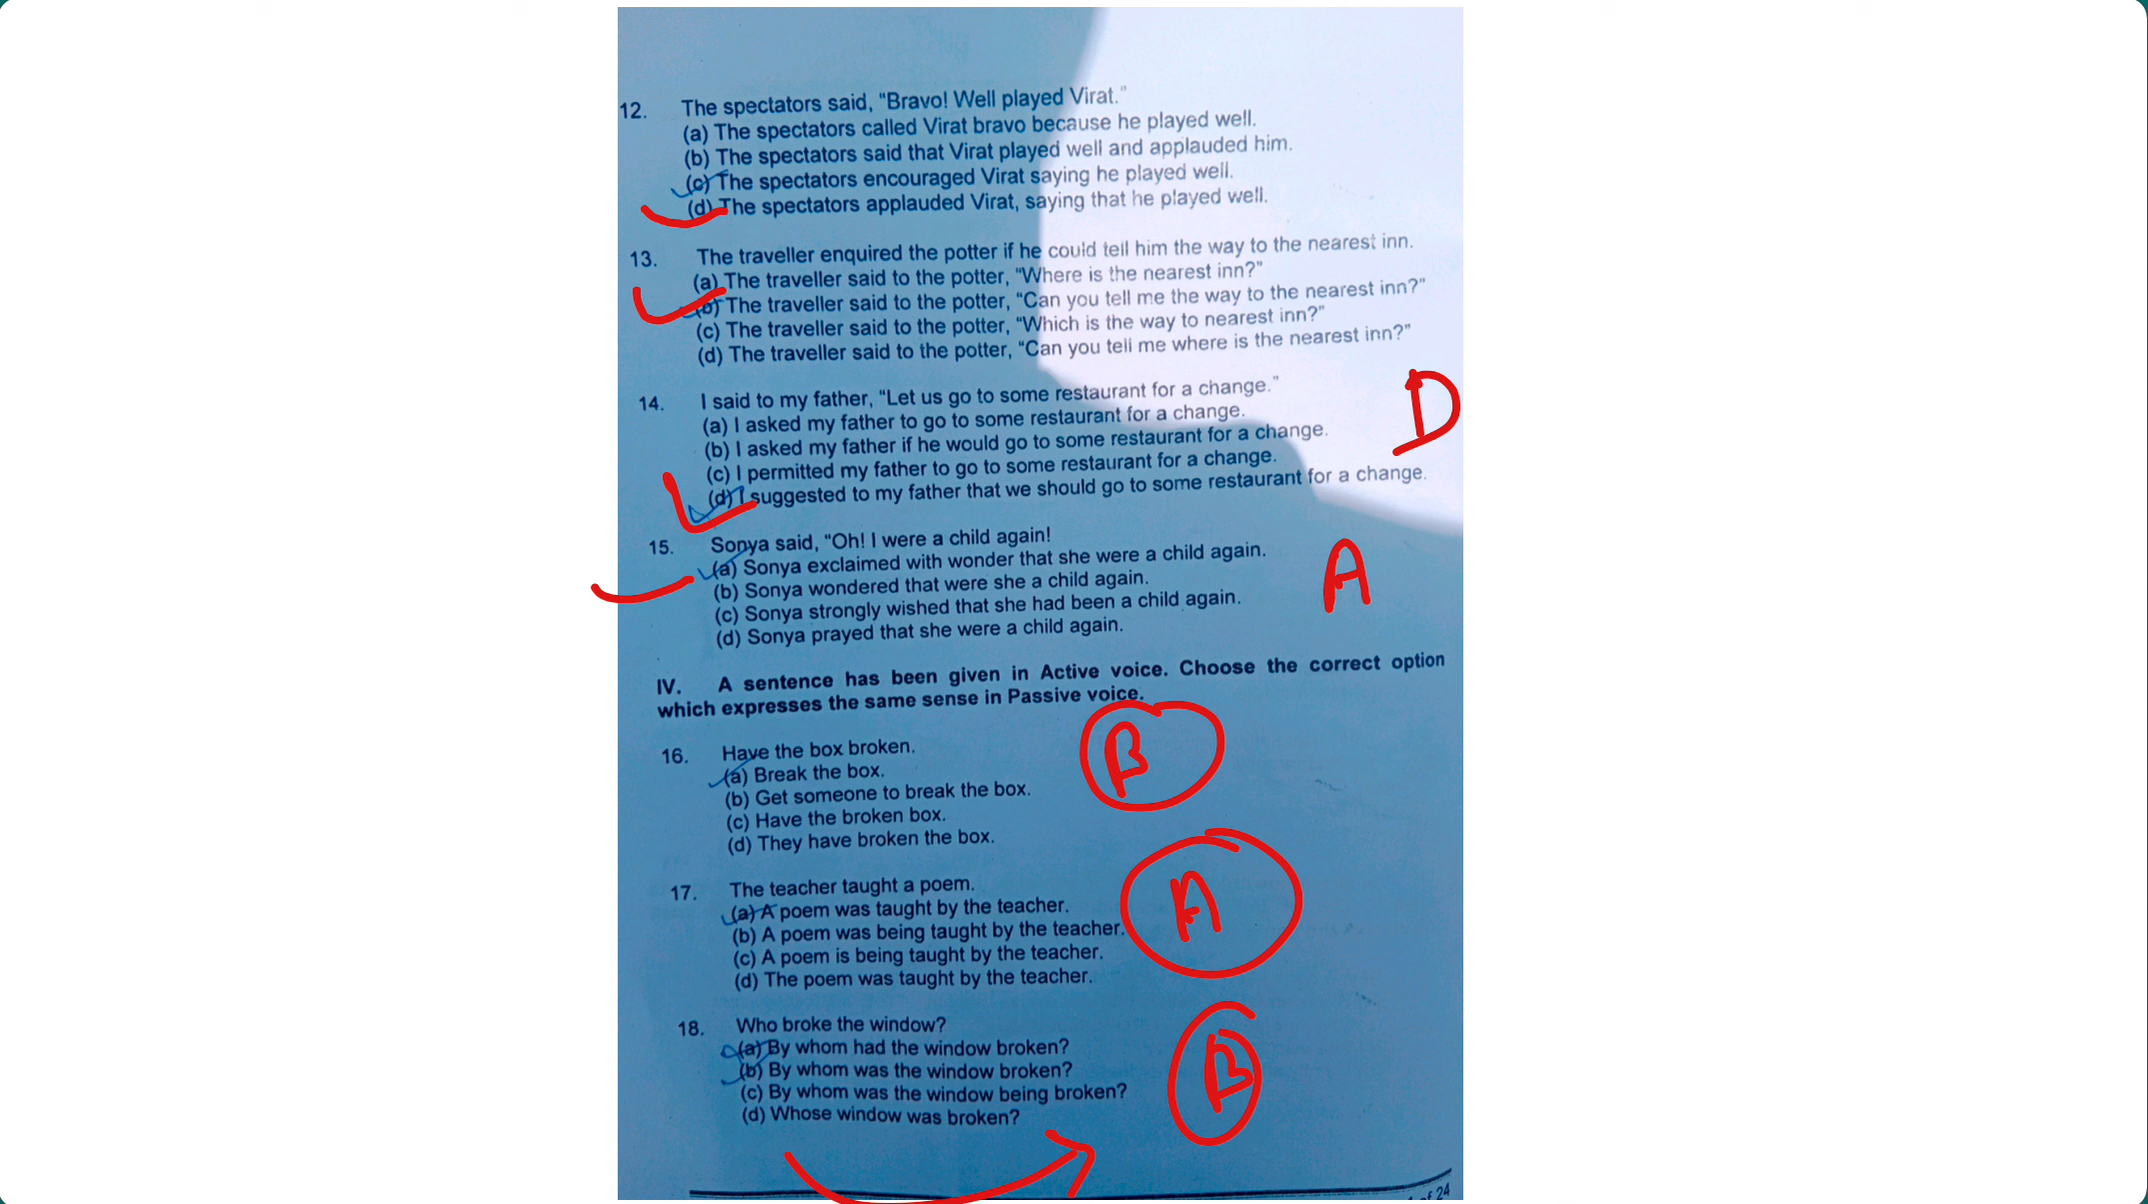 12. The spectators said, “Bravo! Well played Virat.”
(a) The spectators called Virat bravo because he played well.
(b) The spectators said that Virat played well and applauded him.
(c) The spectators encouraged Virat saying he played well.
(d) The spectators applauded Virat, saying that he played well.
13. The traveller enquired the potter if he could tell him the way to the nearest inn.
(a) The traveller said to the potter, “Where is the nearest inn?”
(b) The traveller said to the potter, “Can you tell me the way to the nearest inn?”
(c) The traveller said to the potter, “Which is the way to nearest inn?”
(d) The traveller said to the potter, “Can you tell me where is the nearest inn?”
14. I said to my father, “Let us go to some restaurant for a change.”
(a) I asked my father to go to some restaurant for a change.
D
(b) I asked my father if he would go to some restaurant for a change.
(c) I permitted my father to go to some restaurant for a change.
(d) I suggested to my father that we should go to some restaurant for a change.
15. Sonya said, “Oh! I were a child again!
(a) Sonya exclaimed with wonder that she were a child again.
A
(b) Sonya wondered that were she a child again.
(c) Sonya strongly wished that she had been a child again.
(d) Sonya prayed that she were a child again.
IV. A sentence has been given in Active voice. Choose the correct option
which expresses the same sense in Passive voice.
16. Have the box broken.
B
(a) Break the box.
(b) Get someone to break the box.
(c) Have the broken box.
(d) They have broken the box.
17. The teacher taught a poem.
(a) A poem was taught by the teacher.
A
(b) A poem was being taught by the teacher.
(c) A poem is being taught by the teacher.
(d) The poem was taught by the teacher.
18. Who broke the window?
(a) By whom had the window broken?
(b) By whom was the window broken?
B
(c) By whom was the window being broken?
(d) Whose window was broken?
of 24